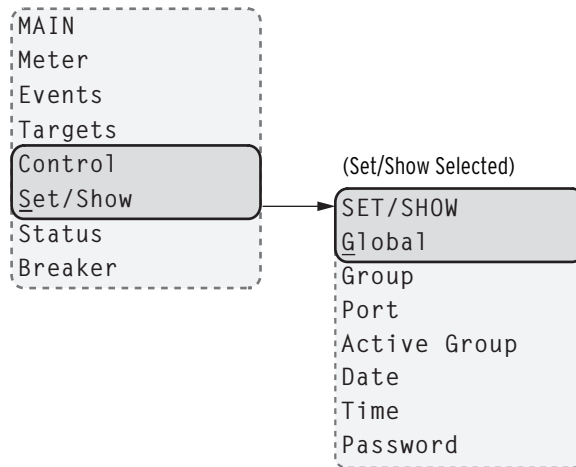 MAIN
Meter
Events
Targets
Control
Set/Show
Status
Breaker
(Set/Show Selected)
SET/SHOW
Global
Group
Port
Active Group
Date
Time
Password